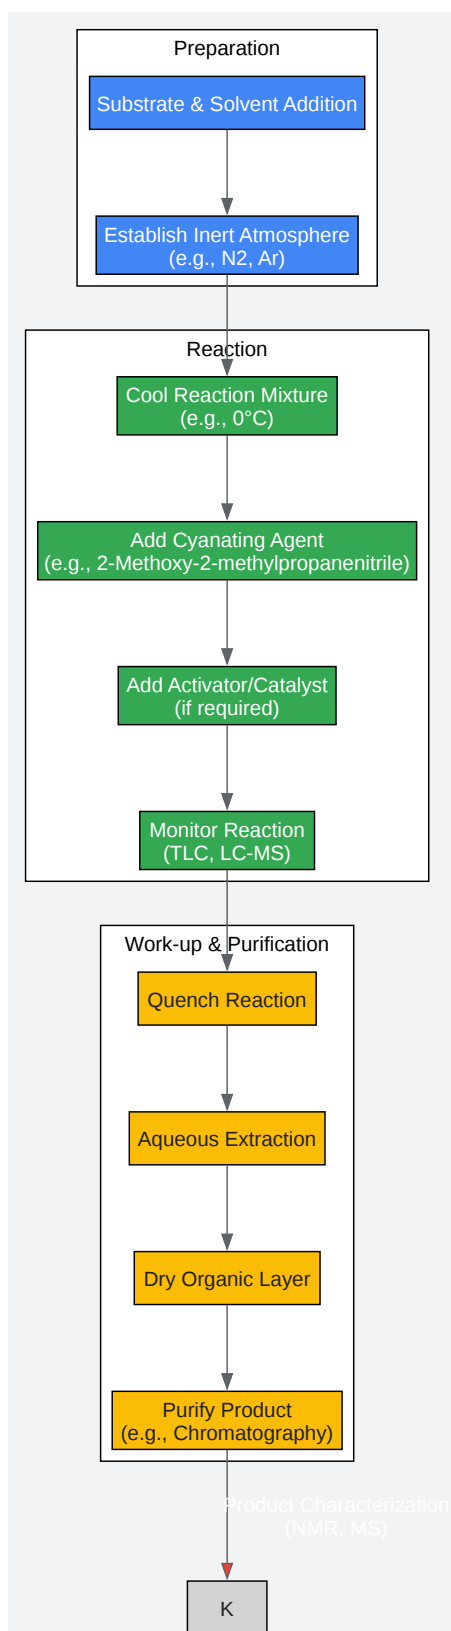 Preparation
Substrate & Solvent Addition
Establish Inert Atmosphere
(e.g., N2, Ar)
Reaction
Cool Reaction Mixture
(e.g., 0°C)
Add Cyanating Agent
(e.g., 2-Methoxy-2-methylpropanenitrile)
Add Activator/Catalyst
(if required)
Monitor Reaction
(TLC, LC-MS)
Work-up & Purification
Quench Reaction
Aqueous Extraction
Dry Organic Layer
Purify Product
(e.g., Chromatography)
Product Characterization
(NMR, MS)
K